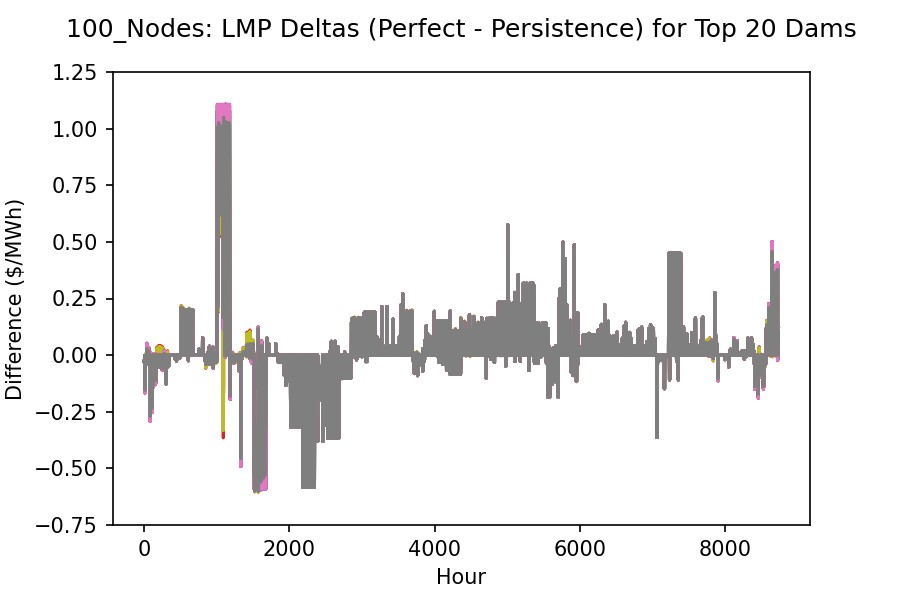 100_Nodes: LMP Deltas (Perfect - Persistence) for Top 20 Dams
Difference ($/MWh)
1.25
1.00
0.75
0.50
0.25
0.00
−0.25
−0.50
−0.75
0 2000 4000 6000 8000
Hour